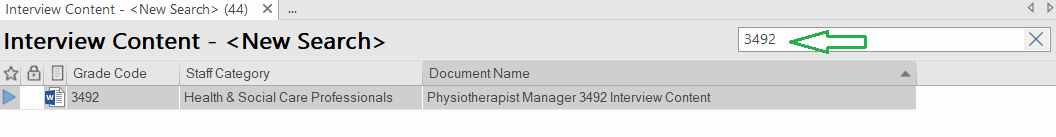 Interview Content - <New Search> (44) ...
Interview Content - <New Search>
3492
Grade Code Staff Category Document Name
3492 Health & Social Care Professionals Physiotherapist Manager 3492 Interview Content